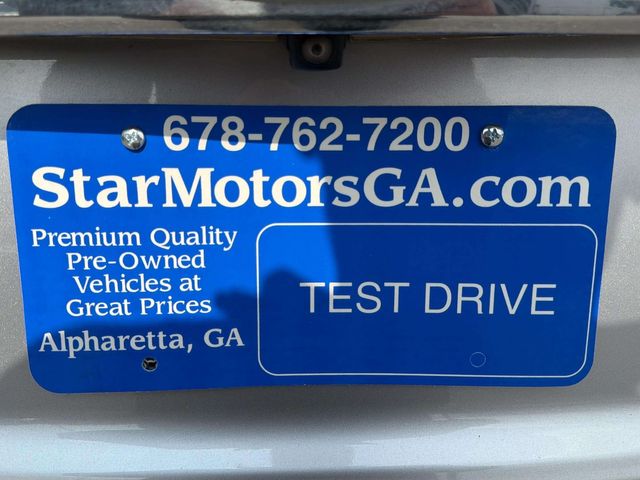 678-762-7200
StarMotorsGA.com
Premium Quality
Pre-Owned
Vehicles at
Great Prices
Alpharetta, GA
TEST DRIVE